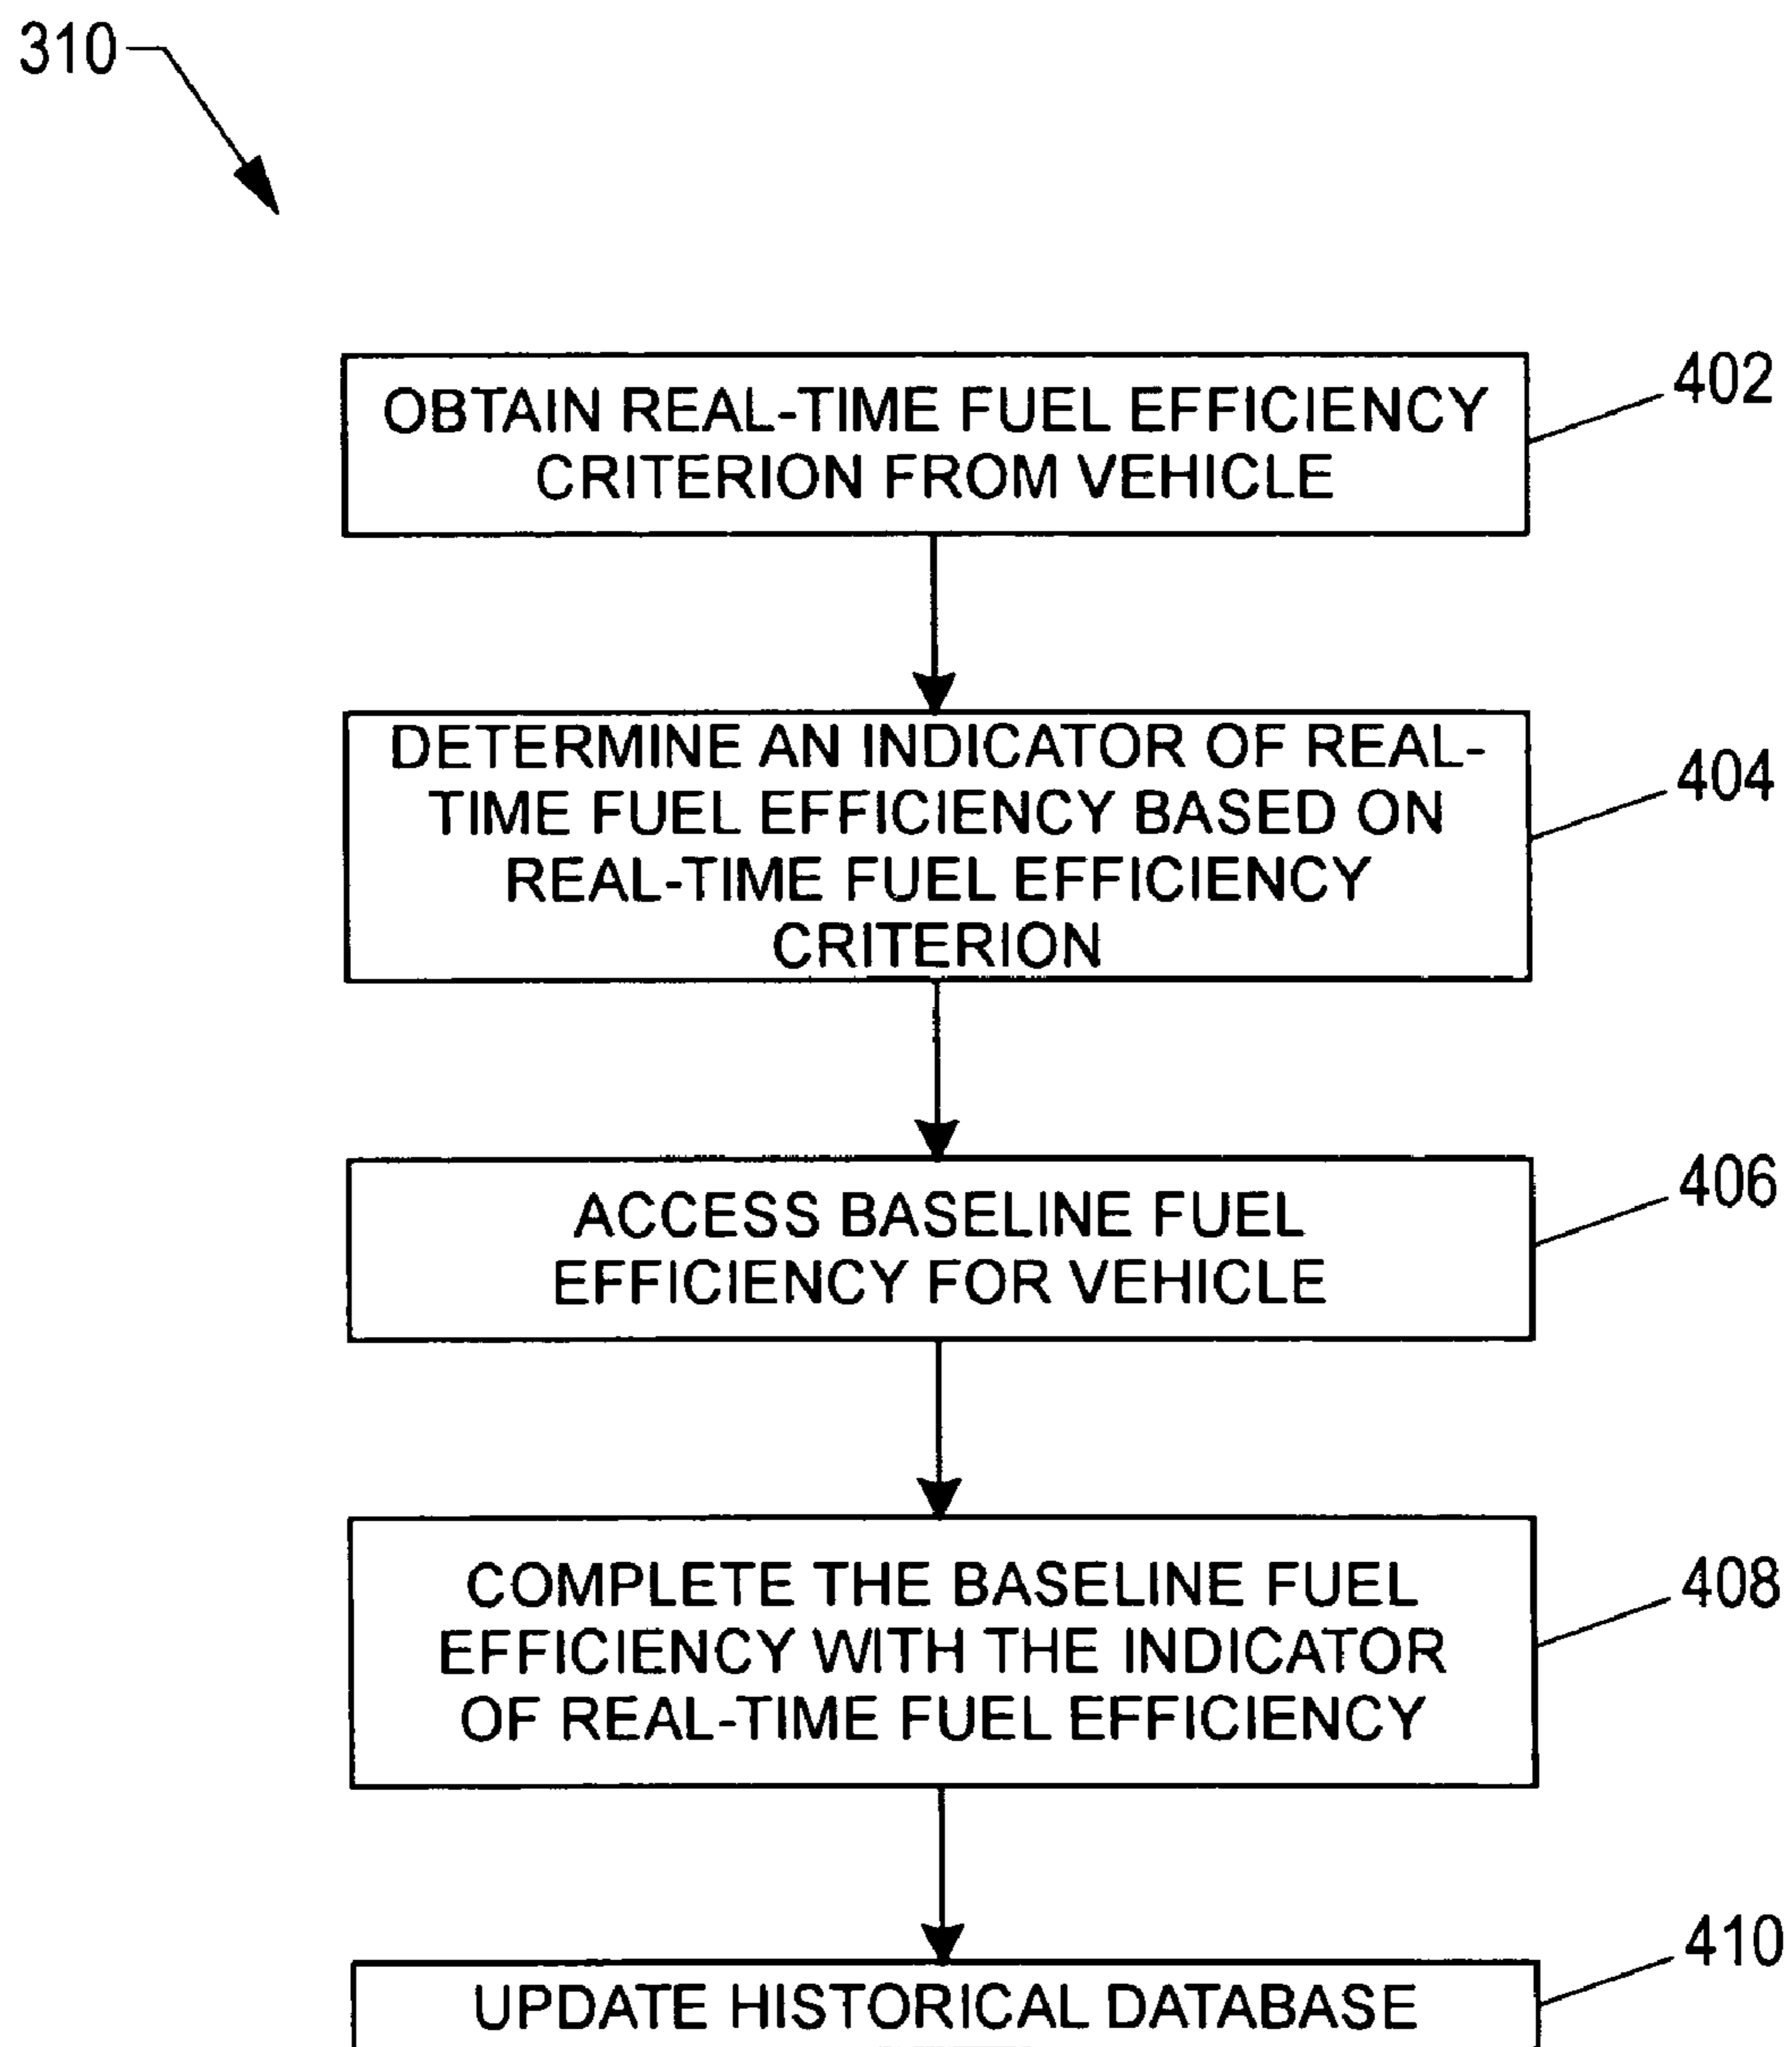 310
OBTAIN REAL-TIME FUEL EFFICIENCY
CRITERION FROM VEHICLE
402
DETERMINE AN INDICATOR OF REAL-
TIME FUEL EFFICIENCY BASED ON
REAL-TIME FUEL EFFICIENCY
CRITERION
404
ACCESS BASELINE FUEL
EFFICIENCY FOR VEHICLE
406
COMPLETE THE BASELINE FUEL
EFFICIENCY WITH THE INDICATOR
OF REAL-TIME FUEL EFFICIENCY
408
UPDATE HISTORICAL DATABASE
410